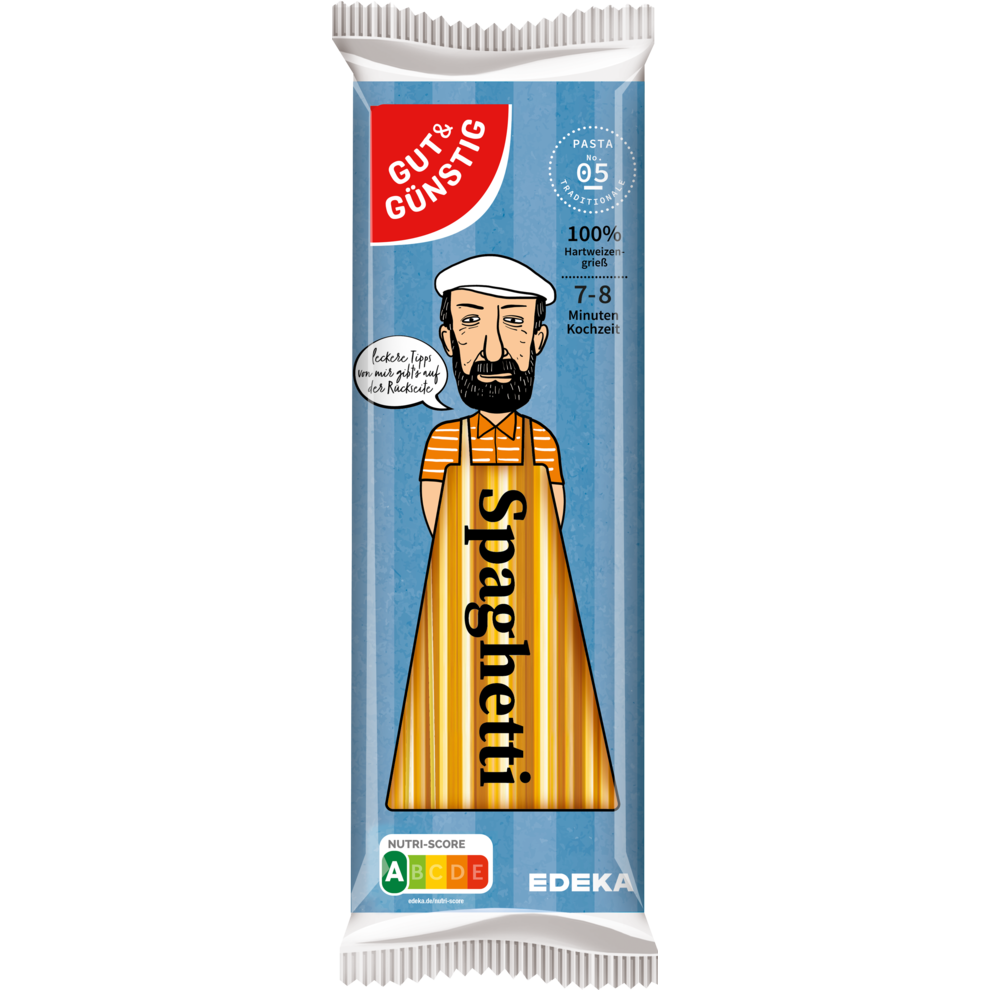 GUT&
GÜNSTIG
PASTA
No.
05
TRADITIONALE
100%
Hartweizen-
grieß
7-8
Minuten
Kochzeit
leckere Tipps
von mir gibt's auf
der Rückseite
Spaghetti
NUTRI-SCORE
A B C D E
edeka.de/nutri-score
EDEKA